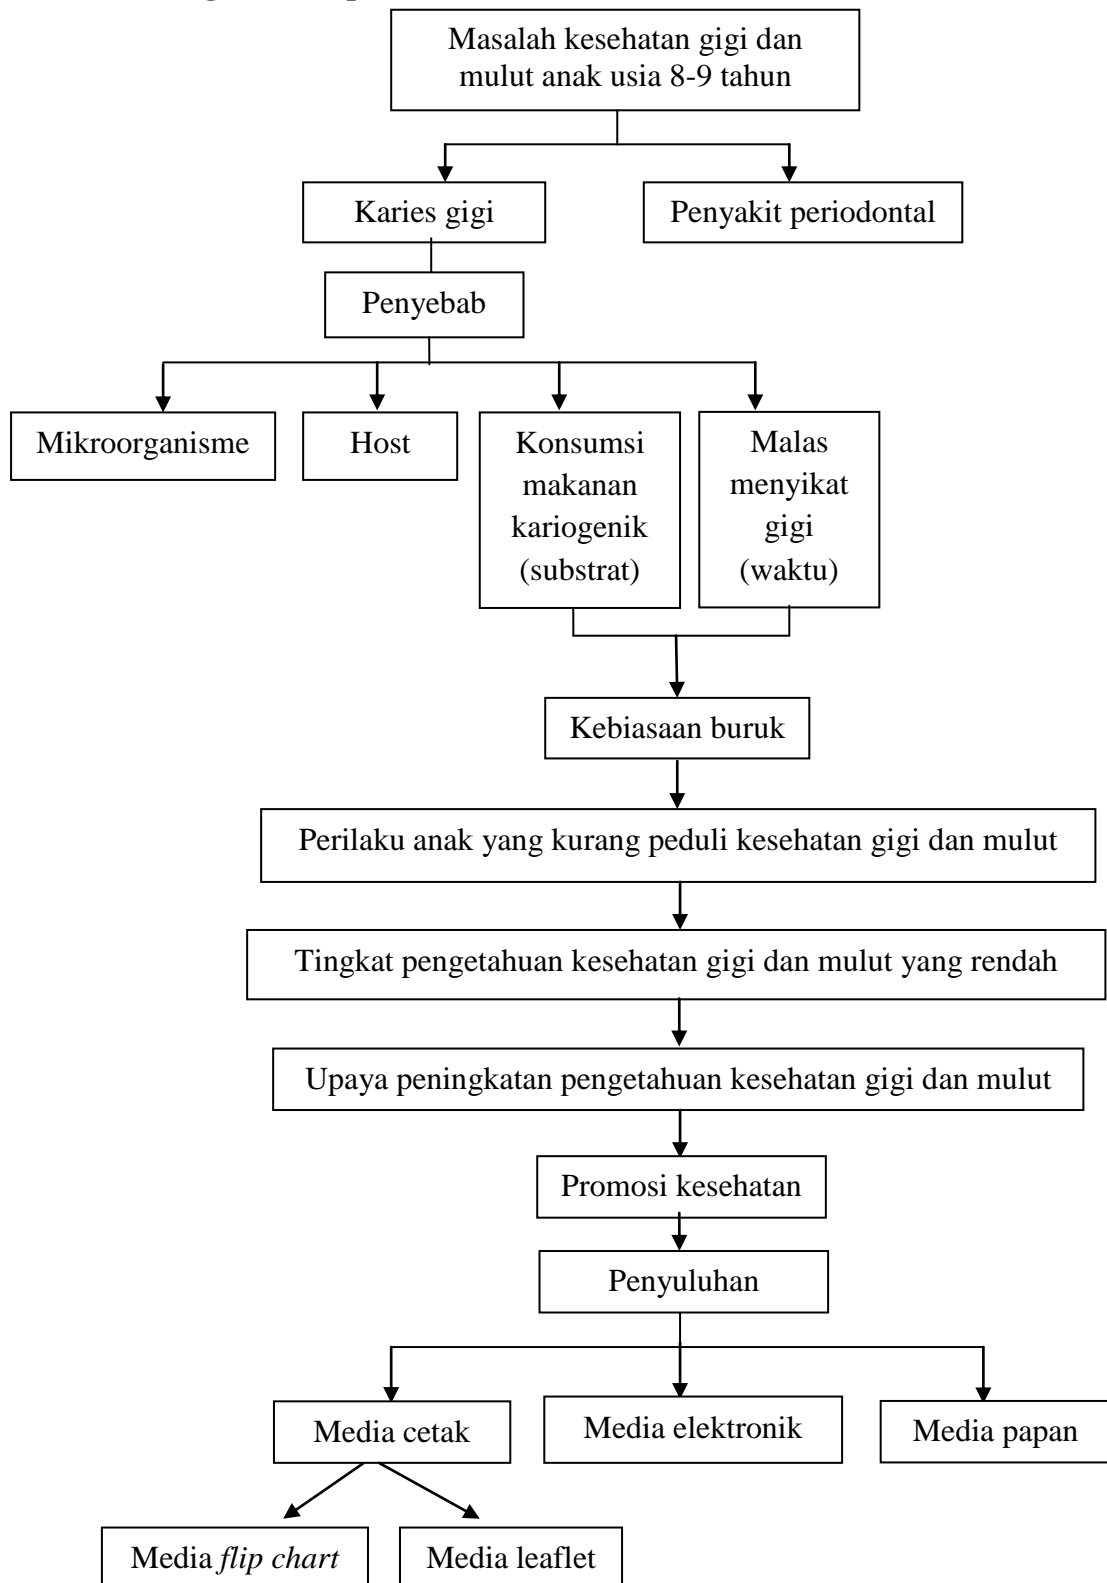 Masalah kesehatan gigi dan
mulut anak usia 8-9 tahun
Karies gigi
Penyakit periodontal
Penyebab
Mikroorganisme
Host
Konsumsi
makanan
kariogenik
(substrat)
Malas
menyikat
gigi
(waktu)
Kebiasaan buruk
Perilaku anak yang kurang peduli kesehatan gigi dan mulut
Tingkat pengetahuan kesehatan gigi dan mulut yang rendah
Upaya peningkatan pengetahuan kesehatan gigi dan mulut
Promosi kesehatan
Penyuluhan
Media cetak
Media elektronik
Media papan
Media flip chart
Media leaflet